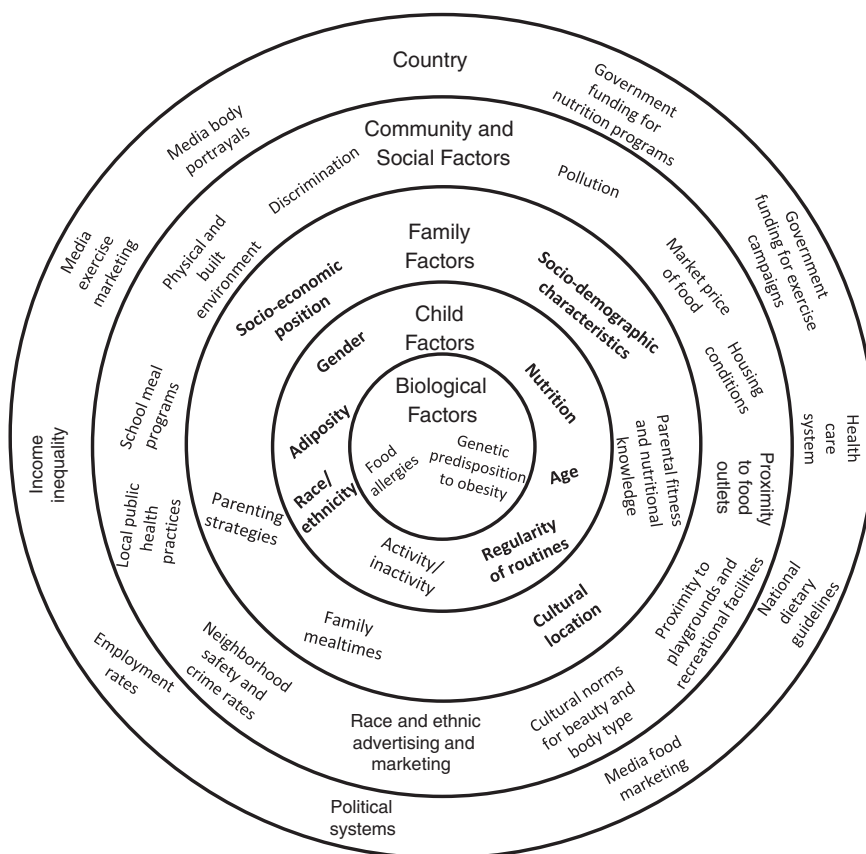 Country
Government
funding for
nutrition programs
Media body
portrayals
Community and
Social Factors
Discrimination
Pollution
Government
funding for exercise
campaigns
Media
exercise
marketing
Physical and
built
environment
Market price
of food
Family
Factors
Socio-economic
position
Socio-demographic
characteristics
Child
Factors
Gender
Nutrition
Housing
conditions
School meal
programs
Adiposity
Biological
Factors
Food
allergies
Genetic
predisposition
to obesity
Age
Parental fitness
and nutritional
knowledge
Health
care
system
Income
inequality
Proximity
to food
outlets
Local public
health
practices
Parenting
strategies
Race/
ethnicity
Activity/
inactivity
Regularity
of routines
Cultural
location
Family
mealtimes
Proximity to
playgrounds and
recreational facilities
National
dietary
guidelines
Employment
rates
Neighborhood
safety and
crime rates
Race and ethnic
advertising and
marketing
Cultural norms
for beauty and
body type
Media food
marketing
Political
systems